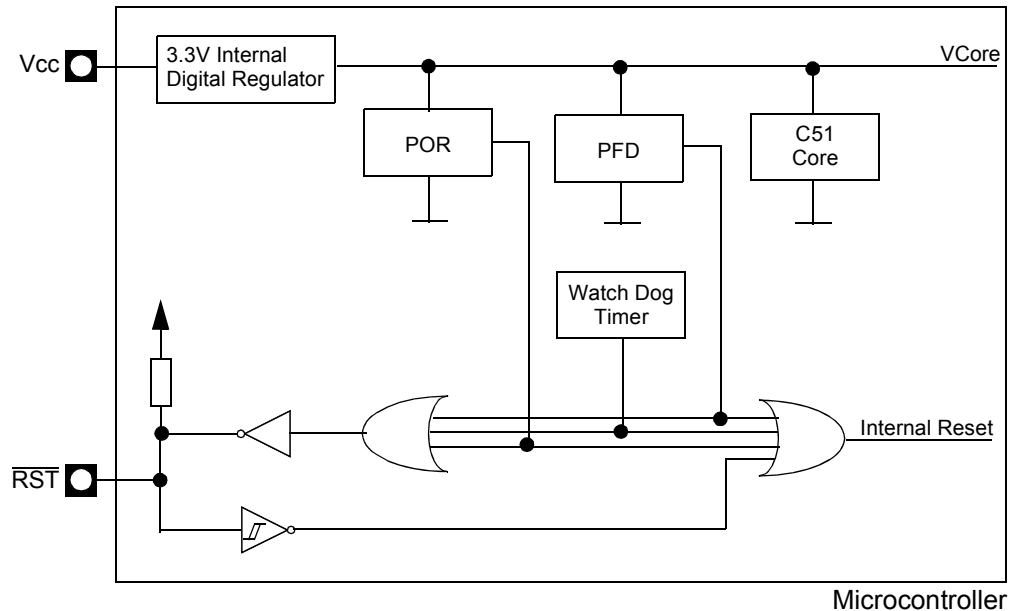 Vcc
3.3V Internal
Digital Regulator
VCore
POR
PFD
C51
Core
Watch Dog
Timer
Internal Reset
RST
Microcontroller